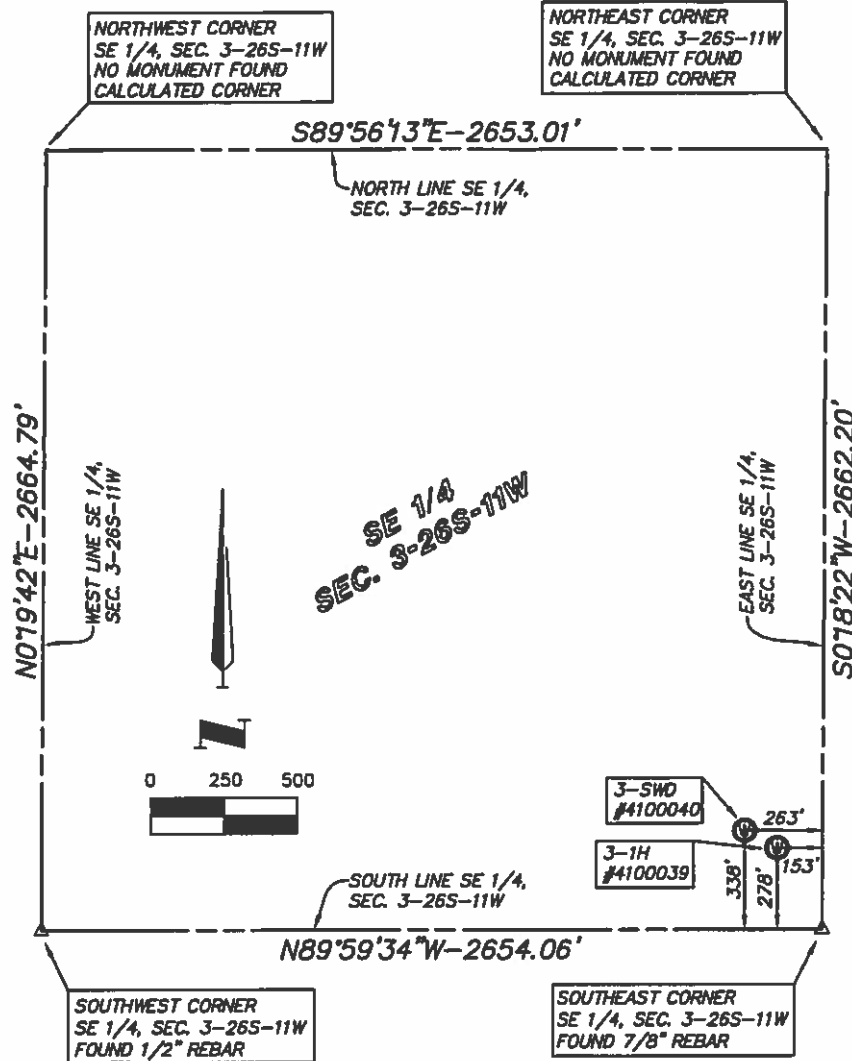 NORTHWEST CORNER
SE 1/4, SEC. 3-26S-11W
NO MONUMENT FOUND
CALCULATED CORNER
NORTHEAST CORNER
SE 1/4, SEC. 3-26S-11W
NO MONUMENT FOUND
CALCULATED CORNER
S89°56'13"E-2653.01'
NORTH LINE SE 1/4,
SEC. 3-26S-11W
N0°19'42"E-2664.79'
WEST LINE SE 1/4,
SEC. 3-26S-11W
SE 1/4
SEC. 3-26S-11W
EAST LINE SE 1/4,
SEC. 3-26S-11W
S0°18'22"W-2662.20'
N
0 250 500
3-SWD
#4100040
263'
3-1H
#4100039
153'
338'
278'
SOUTH LINE SE 1/4,
SEC. 3-26S-11W
N89°59'34"W-2654.06'
SOUTHWEST CORNER
SE 1/4, SEC. 3-26S-11W
FOUND 1/2" REBAR
SOUTHEAST CORNER
SE 1/4, SEC. 3-26S-11W
FOUND 7/8" REBAR